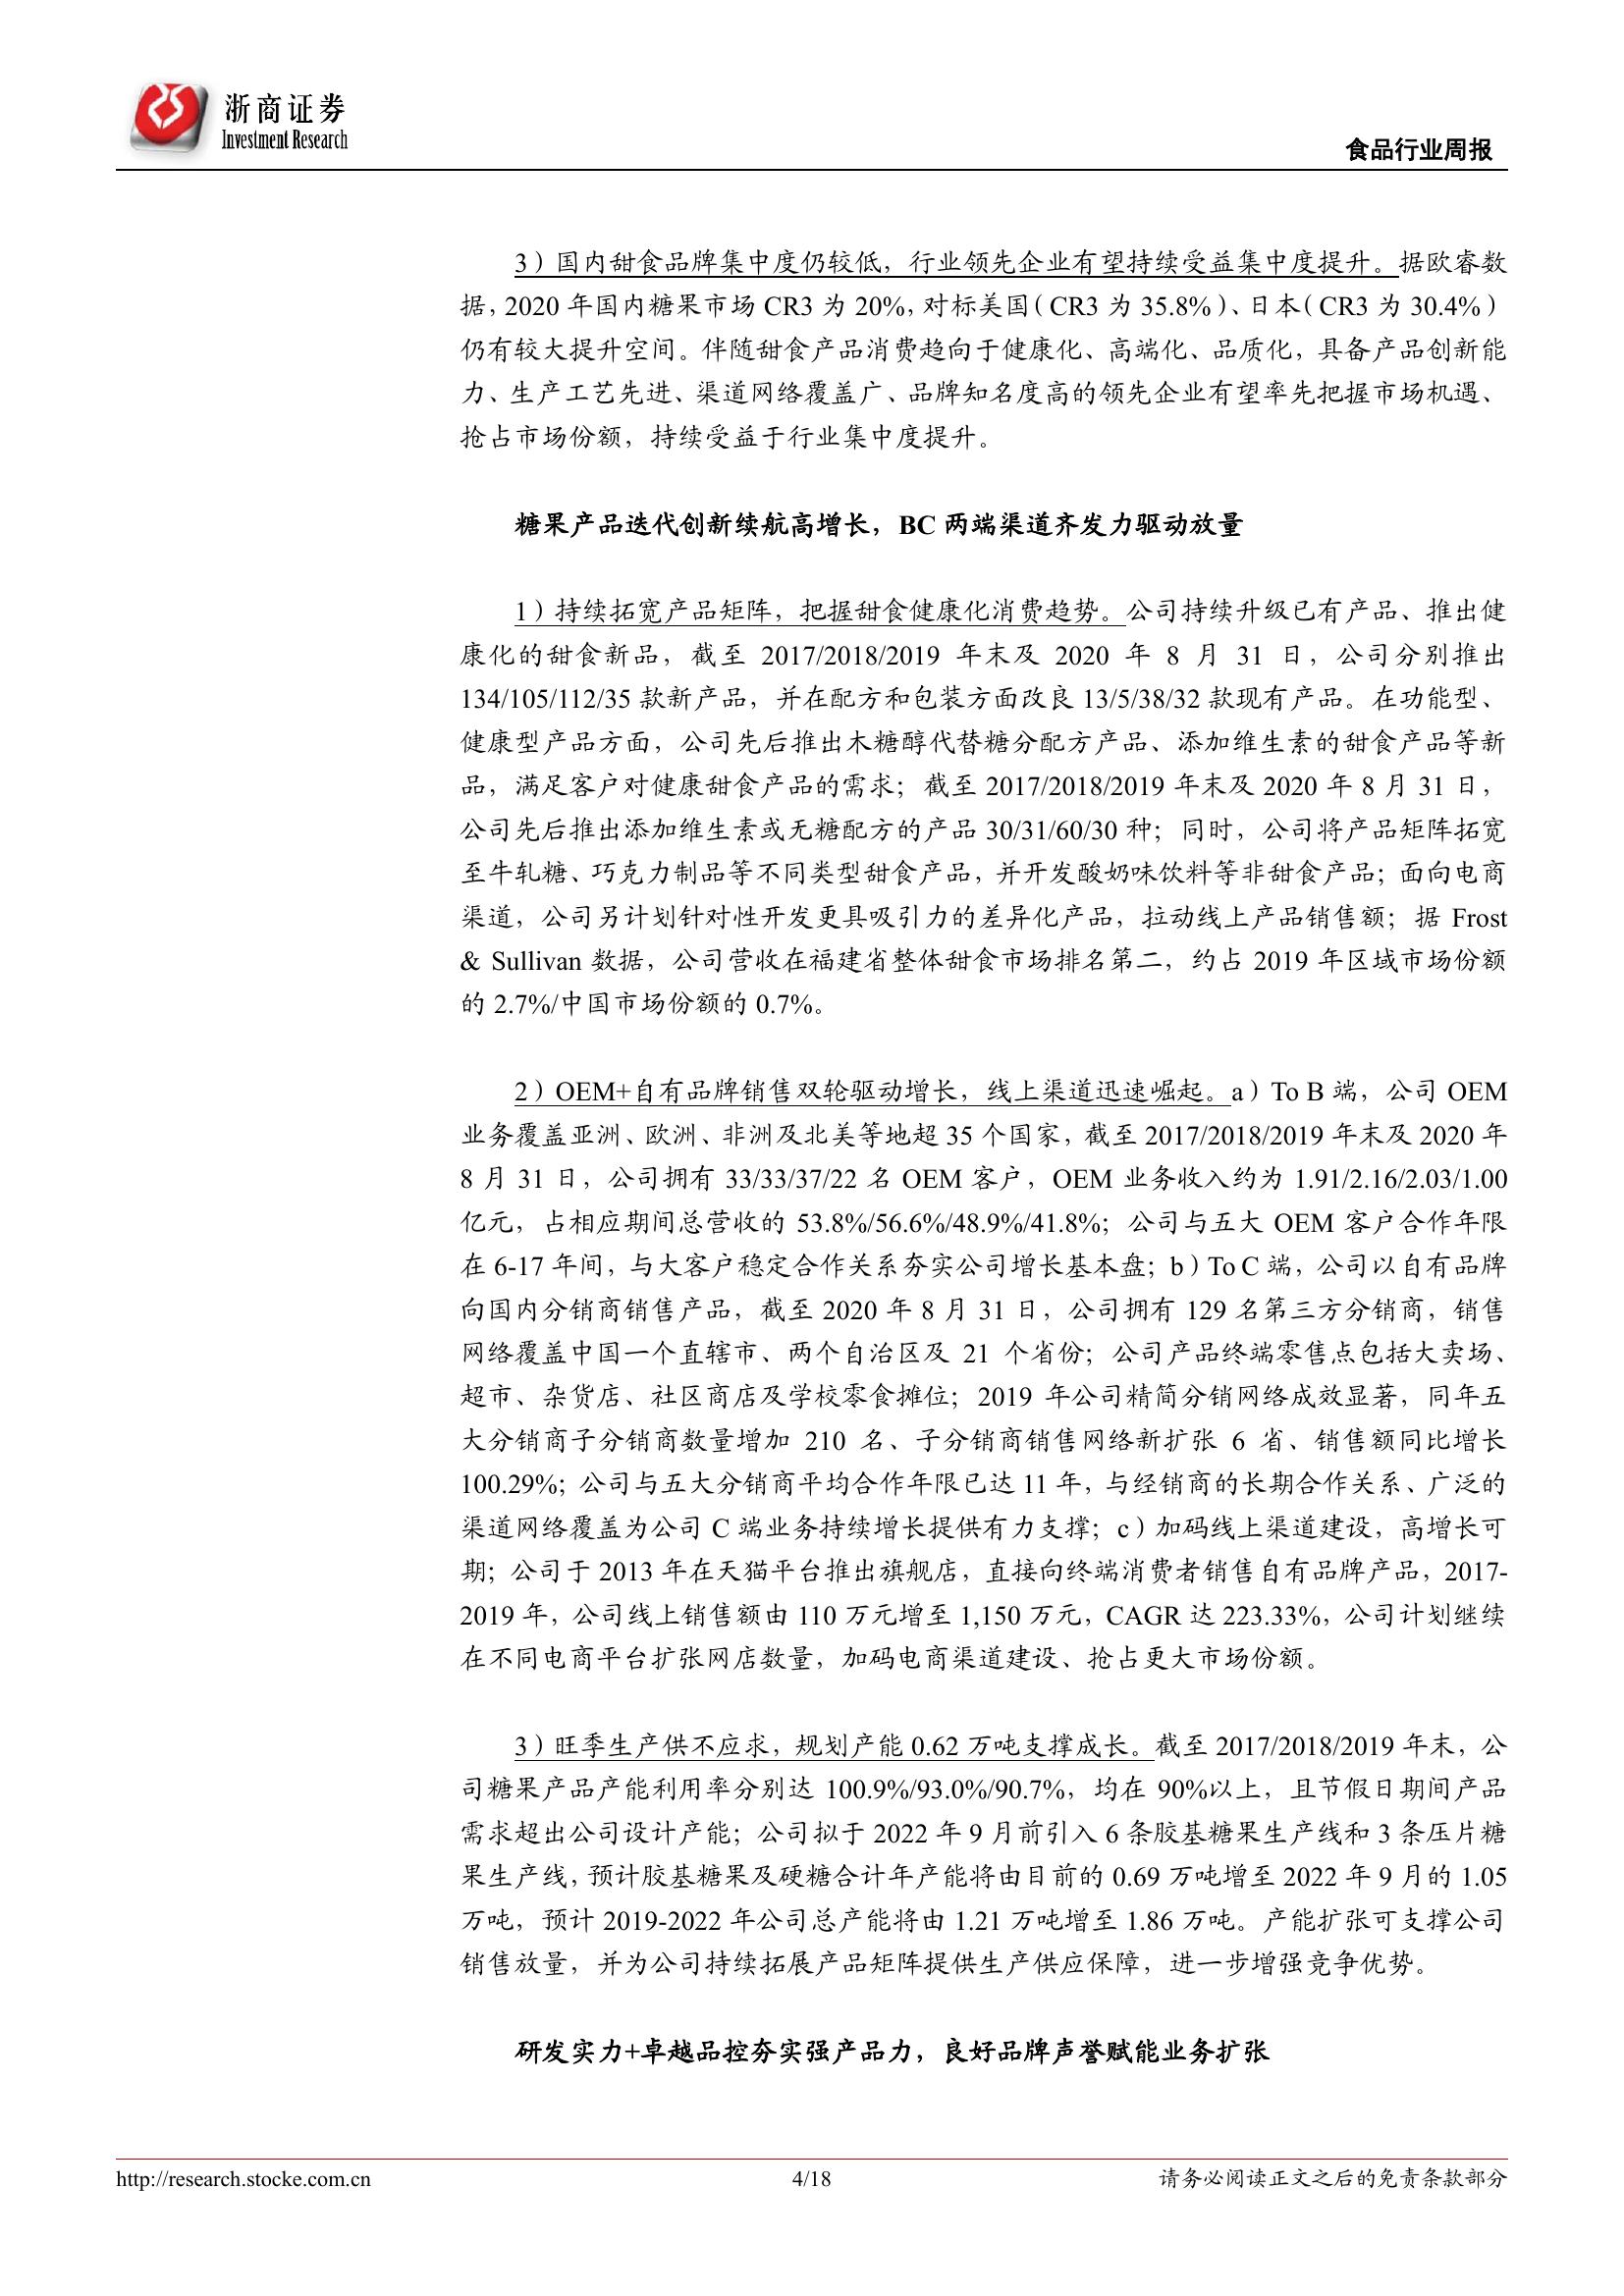 浙商证券
Investment Research
食品行业周报
3）国内甜食品牌集中度仍较低，行业领先企业有望持续受益集中度提升。据欧睿数
据，2020 年国内糖果市场 CR3 为 20%，对标美国（CR3 为 35.8%）、日本（CR3 为 30.4%）
仍有较大提升空间。伴随甜食产品消费趋向于健康化、高端化、品质化，具备产品创新能
力、生产工艺先进、渠道网络覆盖广、品牌知名度高的领先企业有望率先把握市场机遇、
抢占市场份额，持续受益于行业集中度提升。
糖果产品迭代创新续航高增长，BC 两端渠道齐发力驱动放量
1）持续拓宽产品矩阵，把握甜食健康化消费趋势。公司持续升级已有产品、推出健
康化的甜食新品，截至 2017/2018/2019 年末及 2020 年 8 月 31 日，公司分别推出
134/105/112/35 款新产品，并在配方和包装方面改良 13/5/38/32 款现有产品。在功能型、
健康型产品方面，公司先后推出木糖醇代替糖分配方产品、添加维生素的甜食产品等新
品，满足客户对健康甜食产品的需求；截至 2017/2018/2019 年末及 2020 年 8 月 31 日，
公司先后推出添加维生素或无糖配方的产品 30/31/60/30 种；同时，公司将产品矩阵拓宽
至牛轧糖、巧克力制品等不同类型甜食产品，并开发酸奶味饮料等非甜食产品；面向电商
渠道，公司另计划针对性开发更具吸引力的差异化产品，拉动线上产品销售额；据 Frost
& Sullivan 数据，公司营收在福建省整体甜食市场排名第二，约占 2019 年区域市场份额
的 2.7%/中国市场份额的 0.7%。
2）OEM+自有品牌销售双轮驱动增长，线上渠道迅速崛起。a）To B 端，公司 OEM
业务覆盖亚洲、欧洲、非洲及北美等地超 35 个国家，截至 2017/2018/2019 年末及 2020 年
8 月 31 日，公司拥有 33/33/37/22 名 OEM 客户，OEM 业务收入约为 1.91/2.16/2.03/1.00
亿元，占相应期间总营收的 53.8%/56.6%/48.9%/41.8%；公司与五大 OEM 客户合作年限
在 6-17 年间，与大客户稳定合作关系夯实公司增长基本盘；b）To C 端，公司以自有品牌
向国内分销商销售产品，截至 2020 年 8 月 31 日，公司拥有 129 名第三方分销商，销售
网络覆盖中国一个直辖市、两个自治区及 21 个省份；公司产品终端零售点包括大卖场、
超市、杂货店、社区商店及学校零食摊位；2019 年公司精简分销网络成效显著，同年五
大分销商子分销商数量增加 210 名、子分销商销售网络新扩张 6 省、销售额同比增长
100.29%；公司与五大分销商平均合作年限已达 11 年，与经销商的长期合作关系、广泛的
渠道网络覆盖为公司 C 端业务持续增长提供有力支撑；c）加码线上渠道建设，高增长可
期；公司于 2013 年在天猫平台推出旗舰店，直接向终端消费者销售自有品牌产品，2017-
2019 年，公司线上销售额由 110 万元增至 1,150 万元，CAGR 达 223.33%，公司计划继续
在不同电商平台扩张网店数量，加码电商渠道建设、抢占更大市场份额。
3）旺季生产供不应求，规划产能 0.62 万吨支撑成长。截至 2017/2018/2019 年末，公
司糖果产品产能利用率分别达 100.9%/93.0%/90.7%，均在 90%以上，且节假日期间产品
需求超出公司设计产能；公司拟于 2022 年 9 月前引入 6 条胶基糖果生产线和 3 条压片糖
果生产线，预计胶基糖果及硬糖合计年产能将由目前的 0.69 万吨增至 2022 年 9 月的 1.05
万吨，预计 2019-2022 年公司总产能将由 1.21 万吨增至 1.86 万吨。产能扩张可支撑公司
销售放量，并为公司持续拓展产品矩阵提供生产供应保障，进一步增强竞争优势。
研发实力+卓越品控夯实强产品力，良好品牌声誉赋能业务扩张
http://research.stocke.com.cn
4/18
请务必阅读正文之后的免责条款部分